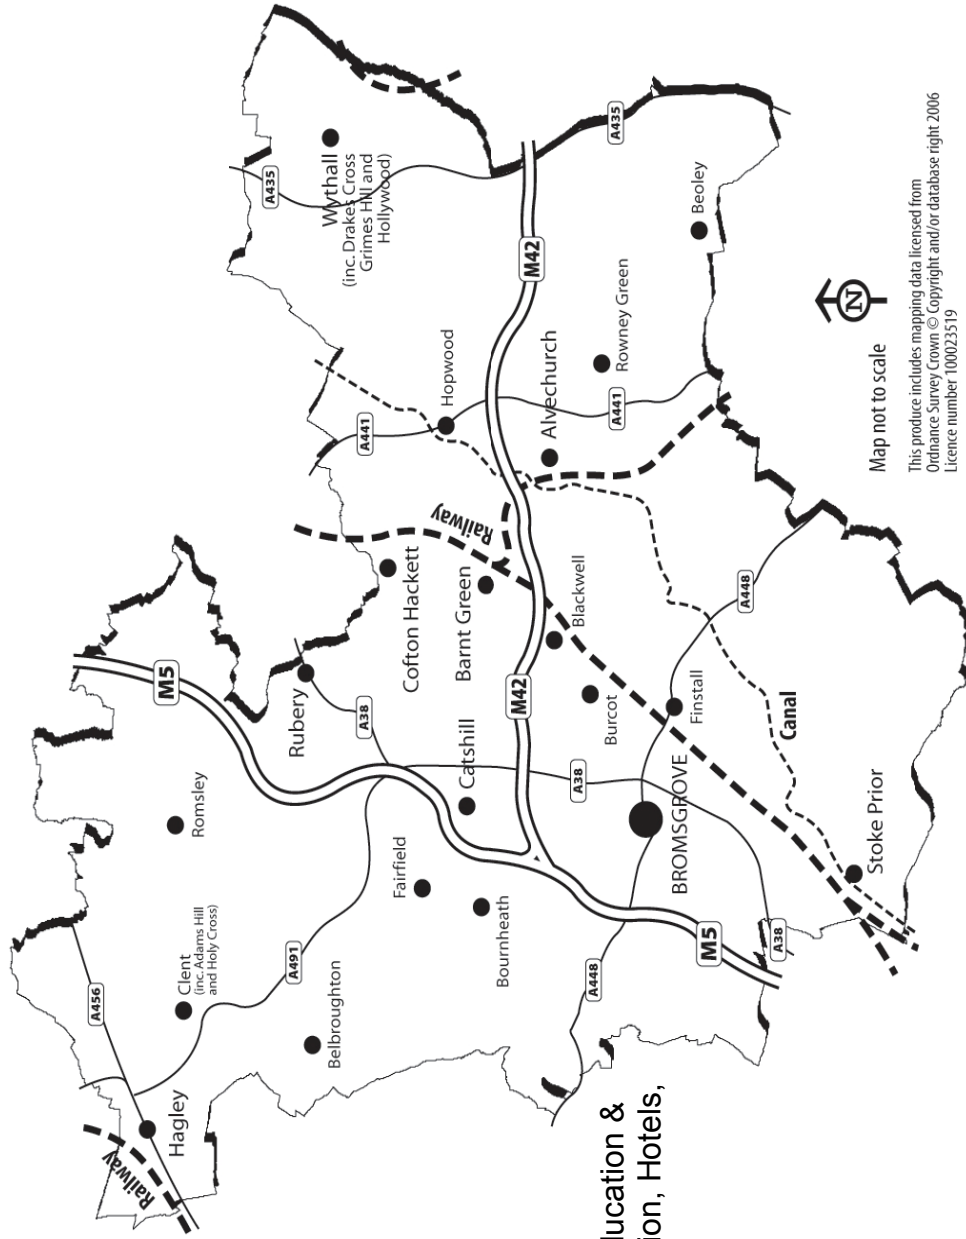 Railway
Hagley
A456
Clent
(inc. Adams Hill
and Holy Cross)
Romsley
M5
A491
Belbroughton
Rubery
A38
Fairfield
Bournheath
Catshill
Cofton Hackett
Barnt Green
Railway
A441
Hopwood
A435
Wythall
(inc. Drakes Cross
Grimes Hill and
Hollywood)
M42
M42
A435
Alvechurch
Rowney Green
A441
Beoley
Blackwell
Burcot
A38
BROMSGROVE
Finstall
A448
A448
M5
A38
Canal
Stoke Prior
N
Map not to scale
This produce includes mapping data licensed from
Ordnance Survey Crown © Copyright and/or database right 2006
Licence number 100023519
lucation &
ion, Hotels,